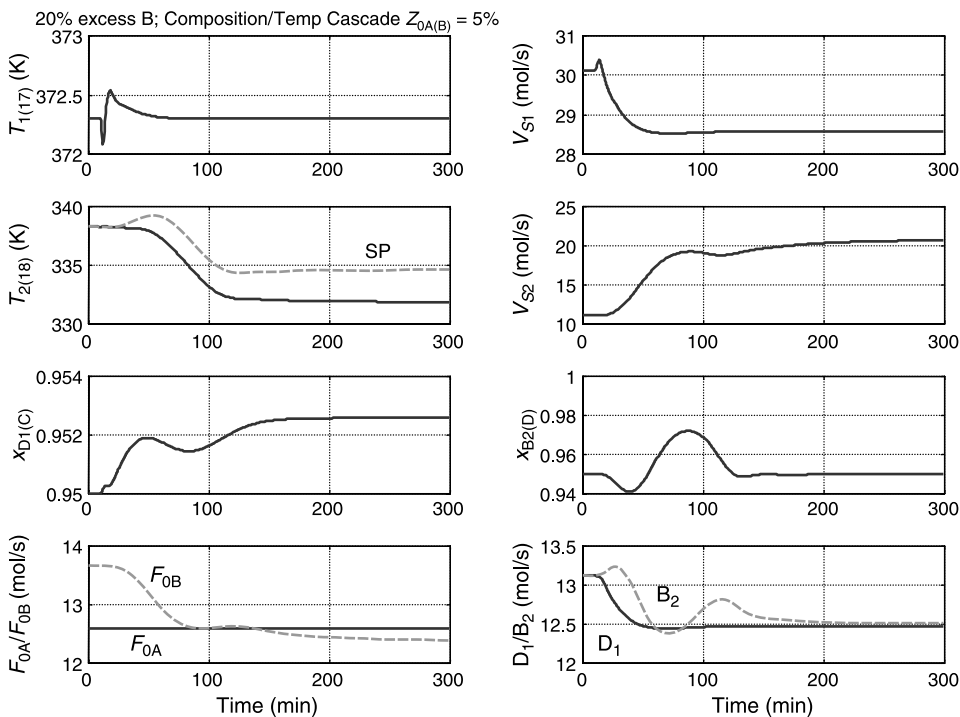 20% excess B; Composition/Temp Cascade Z0A(B) = 5%
T1(17) (K)
373
372.5
372
0 100 200 300
VS1 (mol/s)
31
30
29
28
0 100 200 300
T2(18) (K)
340
335
330
SP
0 100 200 300
VS2 (mol/s)
25
20
15
10
0 100 200 300
xD1(C)
0.954
0.952
0.95
0 100 200 300
xB2(D)
1
0.98
0.96
0.94
0 100 200 300
F0A/F0B (mol/s)
14
13
12
F0B
F0A
0 100 200 300
Time (min)
D1/B2 (mol/s)
13.5
13
12.5
12
B2
D1
0 100 200 300
Time (min)